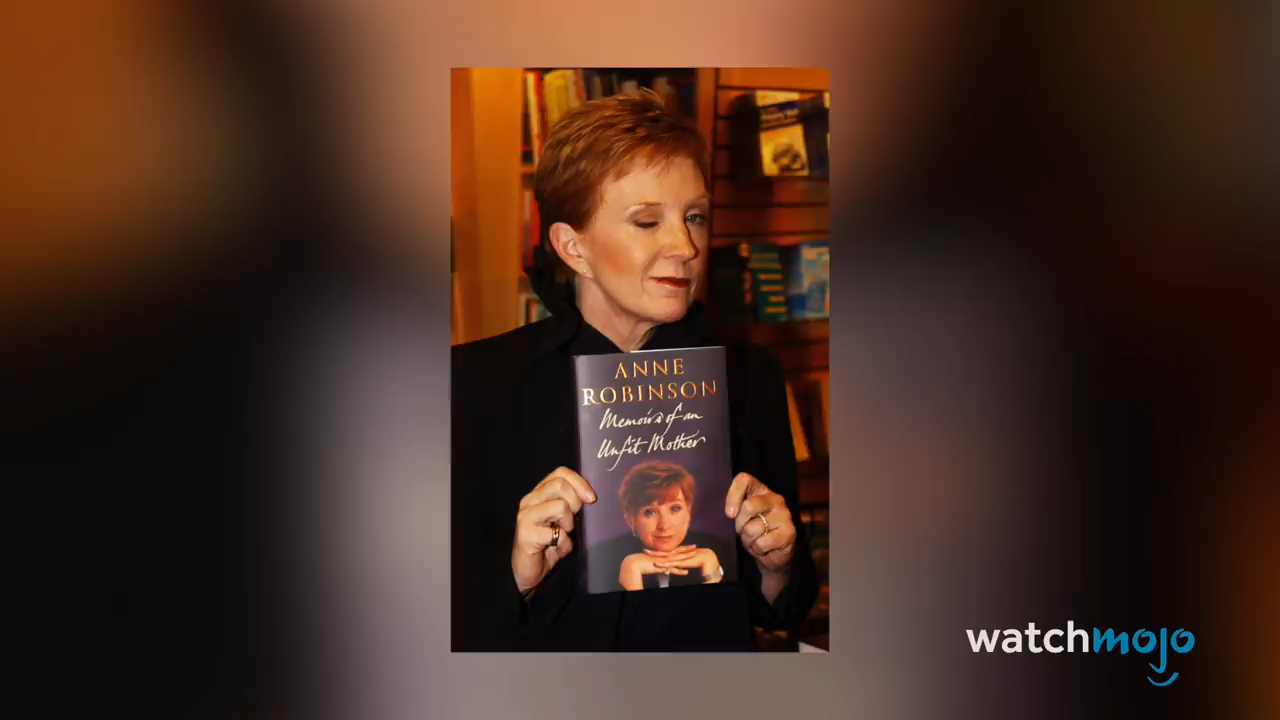 ANNE
ROBINSON
Memoirs of an
Unfit Mother
watchmojo